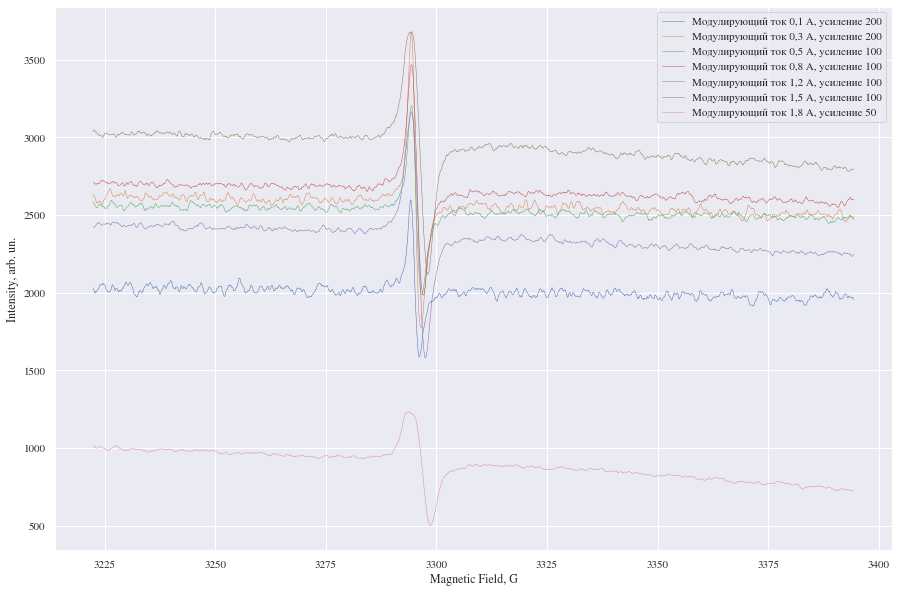 Модулирующий ток 0,1 А, усиление 200
Модулирующий ток 0,3 А, усиление 200
Модулирующий ток 0,5 А, усиление 100
Модулирующий ток 0,8 А, усиление 100
Модулирующий ток 1,2 А, усиление 100
Модулирующий ток 1,5 А, усиление 100
Модулирующий ток 1,8 А, усиление 50
3500
3000
2500
2000
1500
1000
500
Intensity, arb. un.
3225 3250 3275 3300 3325 3350 3375 3400
Magnetic Field, G